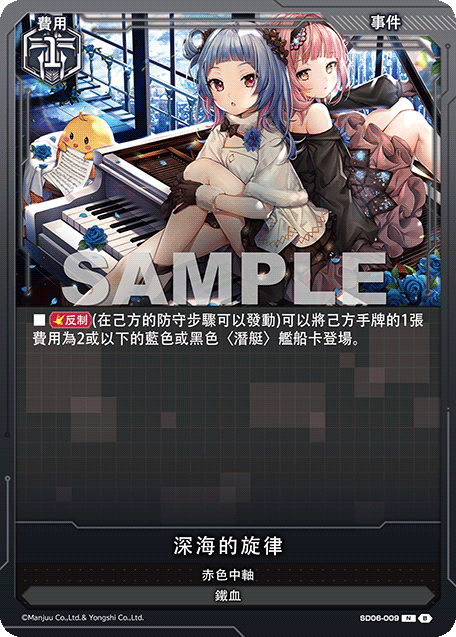 費用
事件
1
SAMPLE
■反制(在己方的防守步驟可以發動)可以將己方手牌的1張
費用為2或以下的藍色或黑色〈潛艇〉艦船卡登場。
深海的旋律
赤色中軸
鐵血
©Manjuu Co.,Ltd.& Yongshi Co.,Ltd.
SD06-009 N B